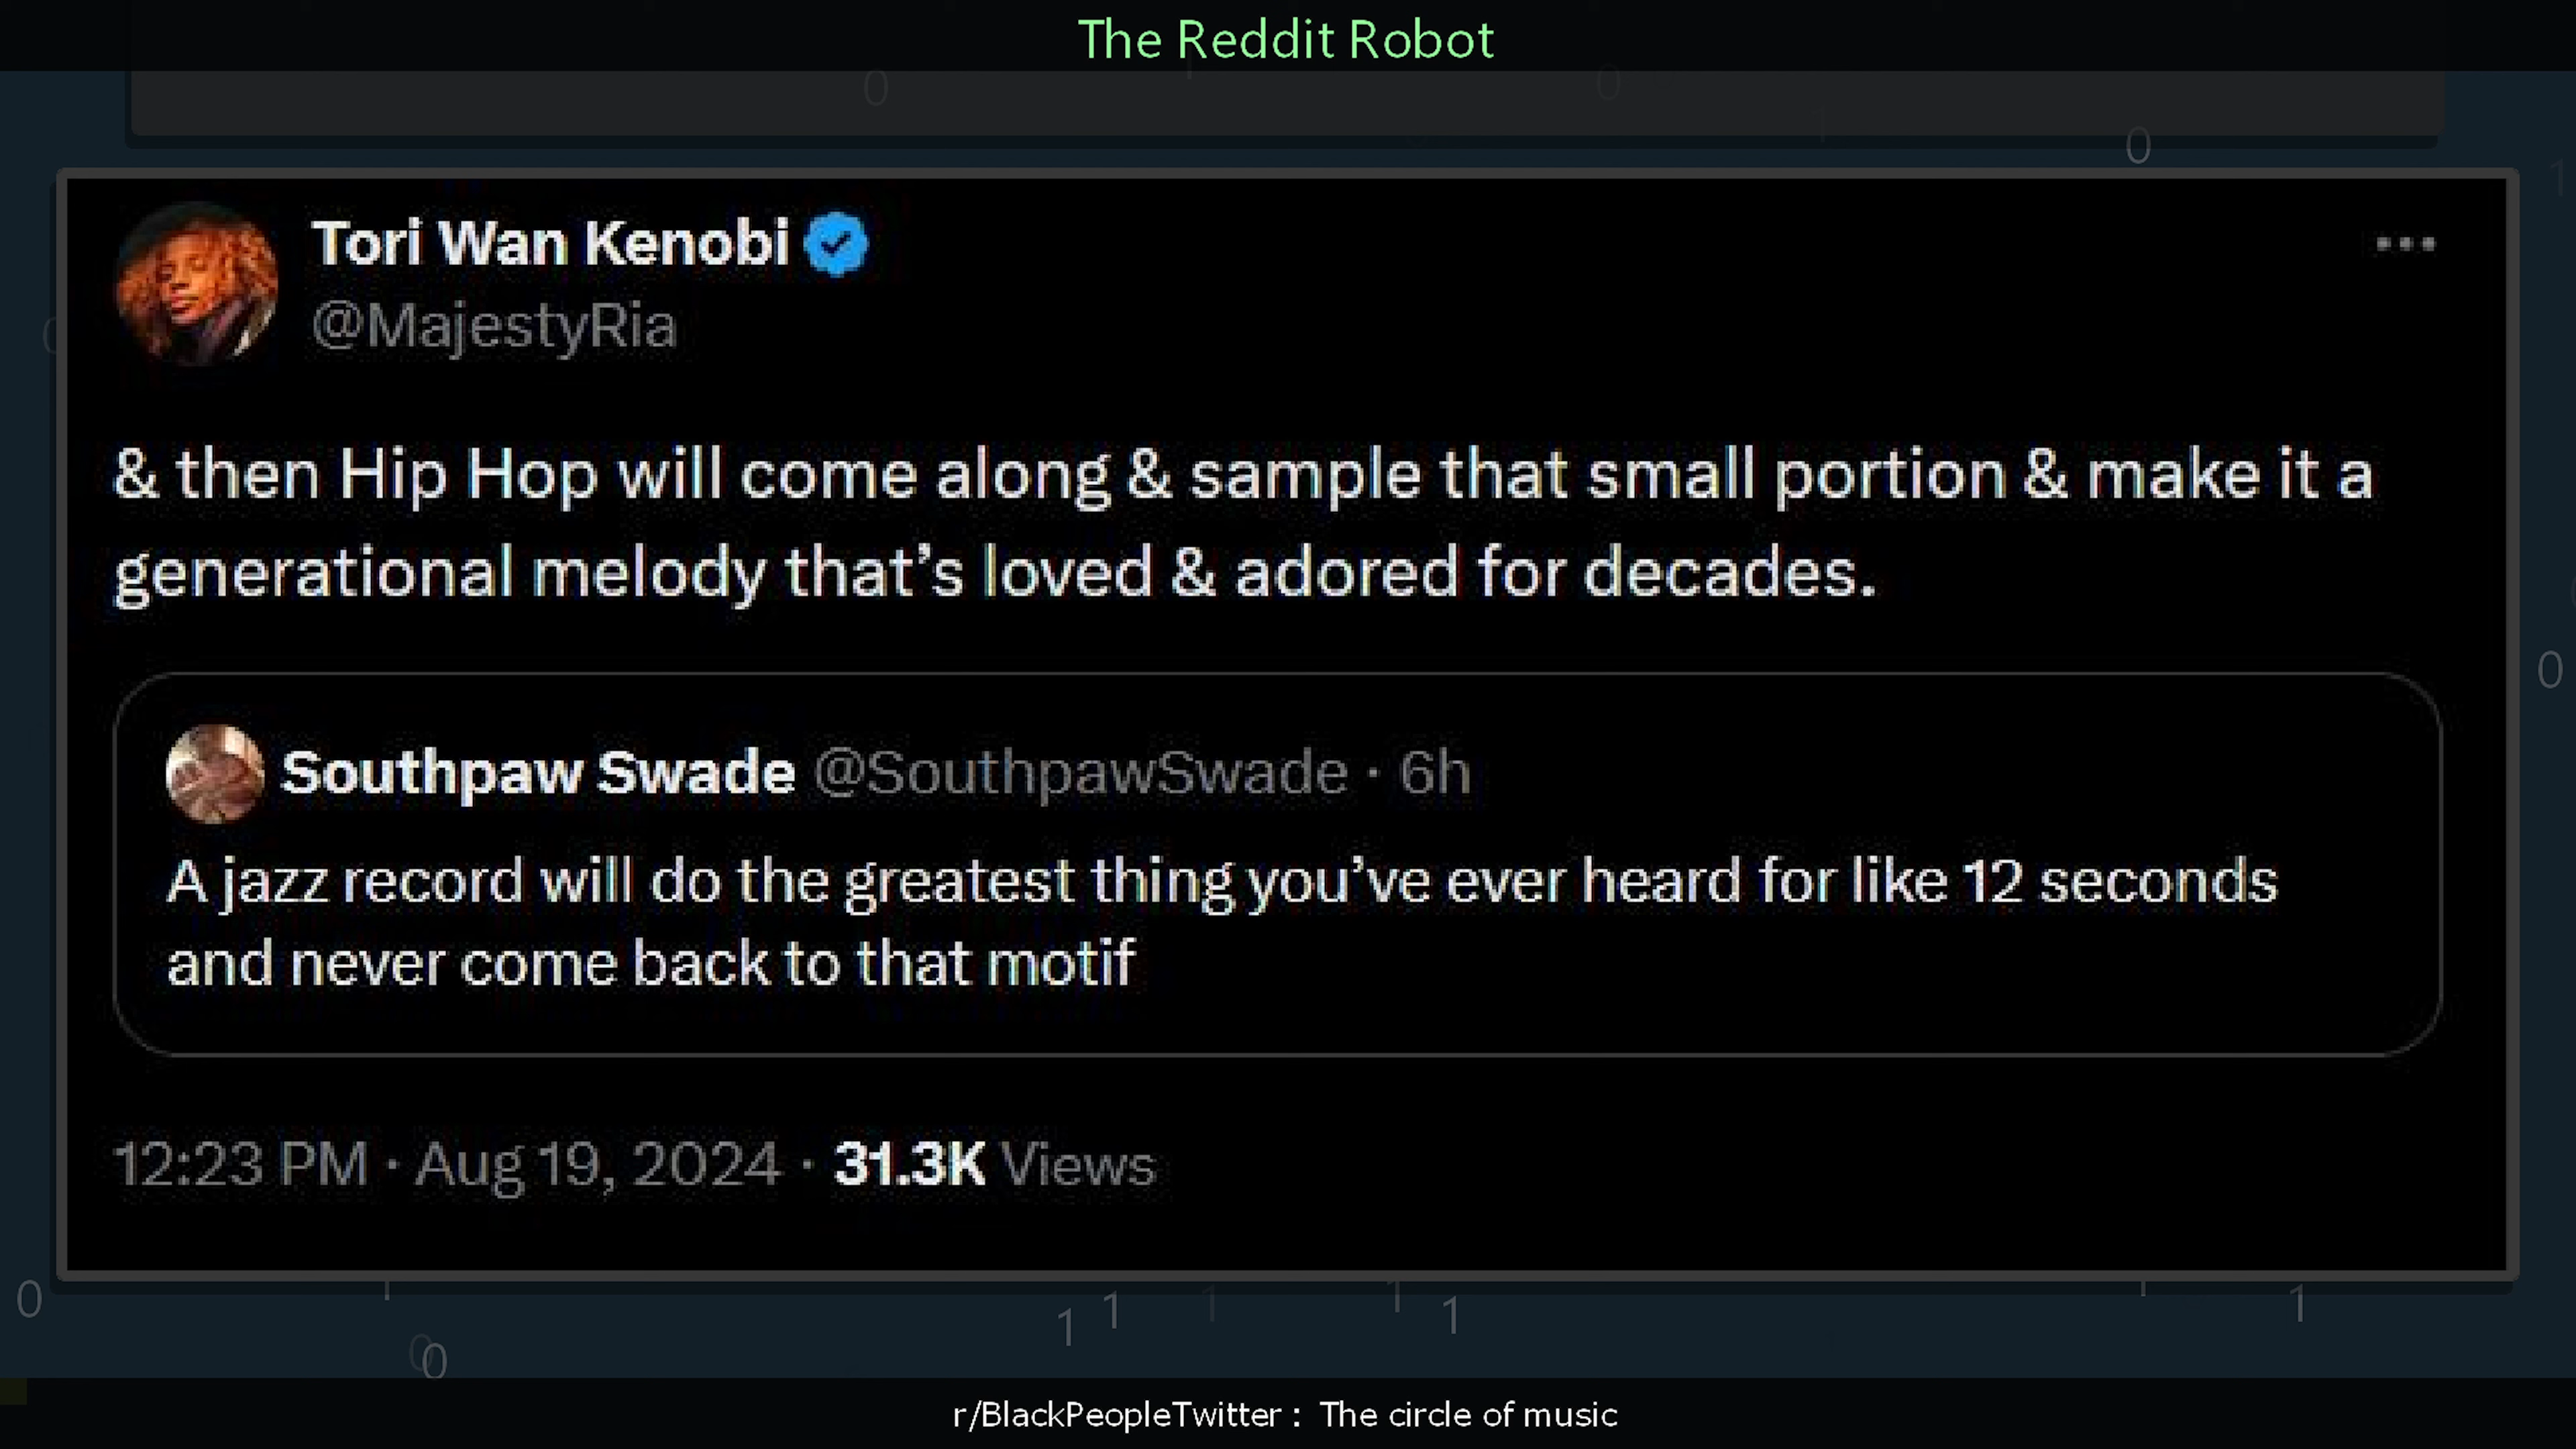 The Reddit Robot
Tori Wan Kenobi
@MajestyRia
& then Hip Hop will come along & sample that small portion & make it a
generational melody that’s loved & adored for decades.
Southpaw Swade @SouthpawSwade · 6h
A jazz record will do the greatest thing you’ve ever heard for like 12 seconds
and never come back to that motif
12:23 PM · Aug 19, 2024 · 31.3K Views
r/BlackPeopleTwitter : The circle of music